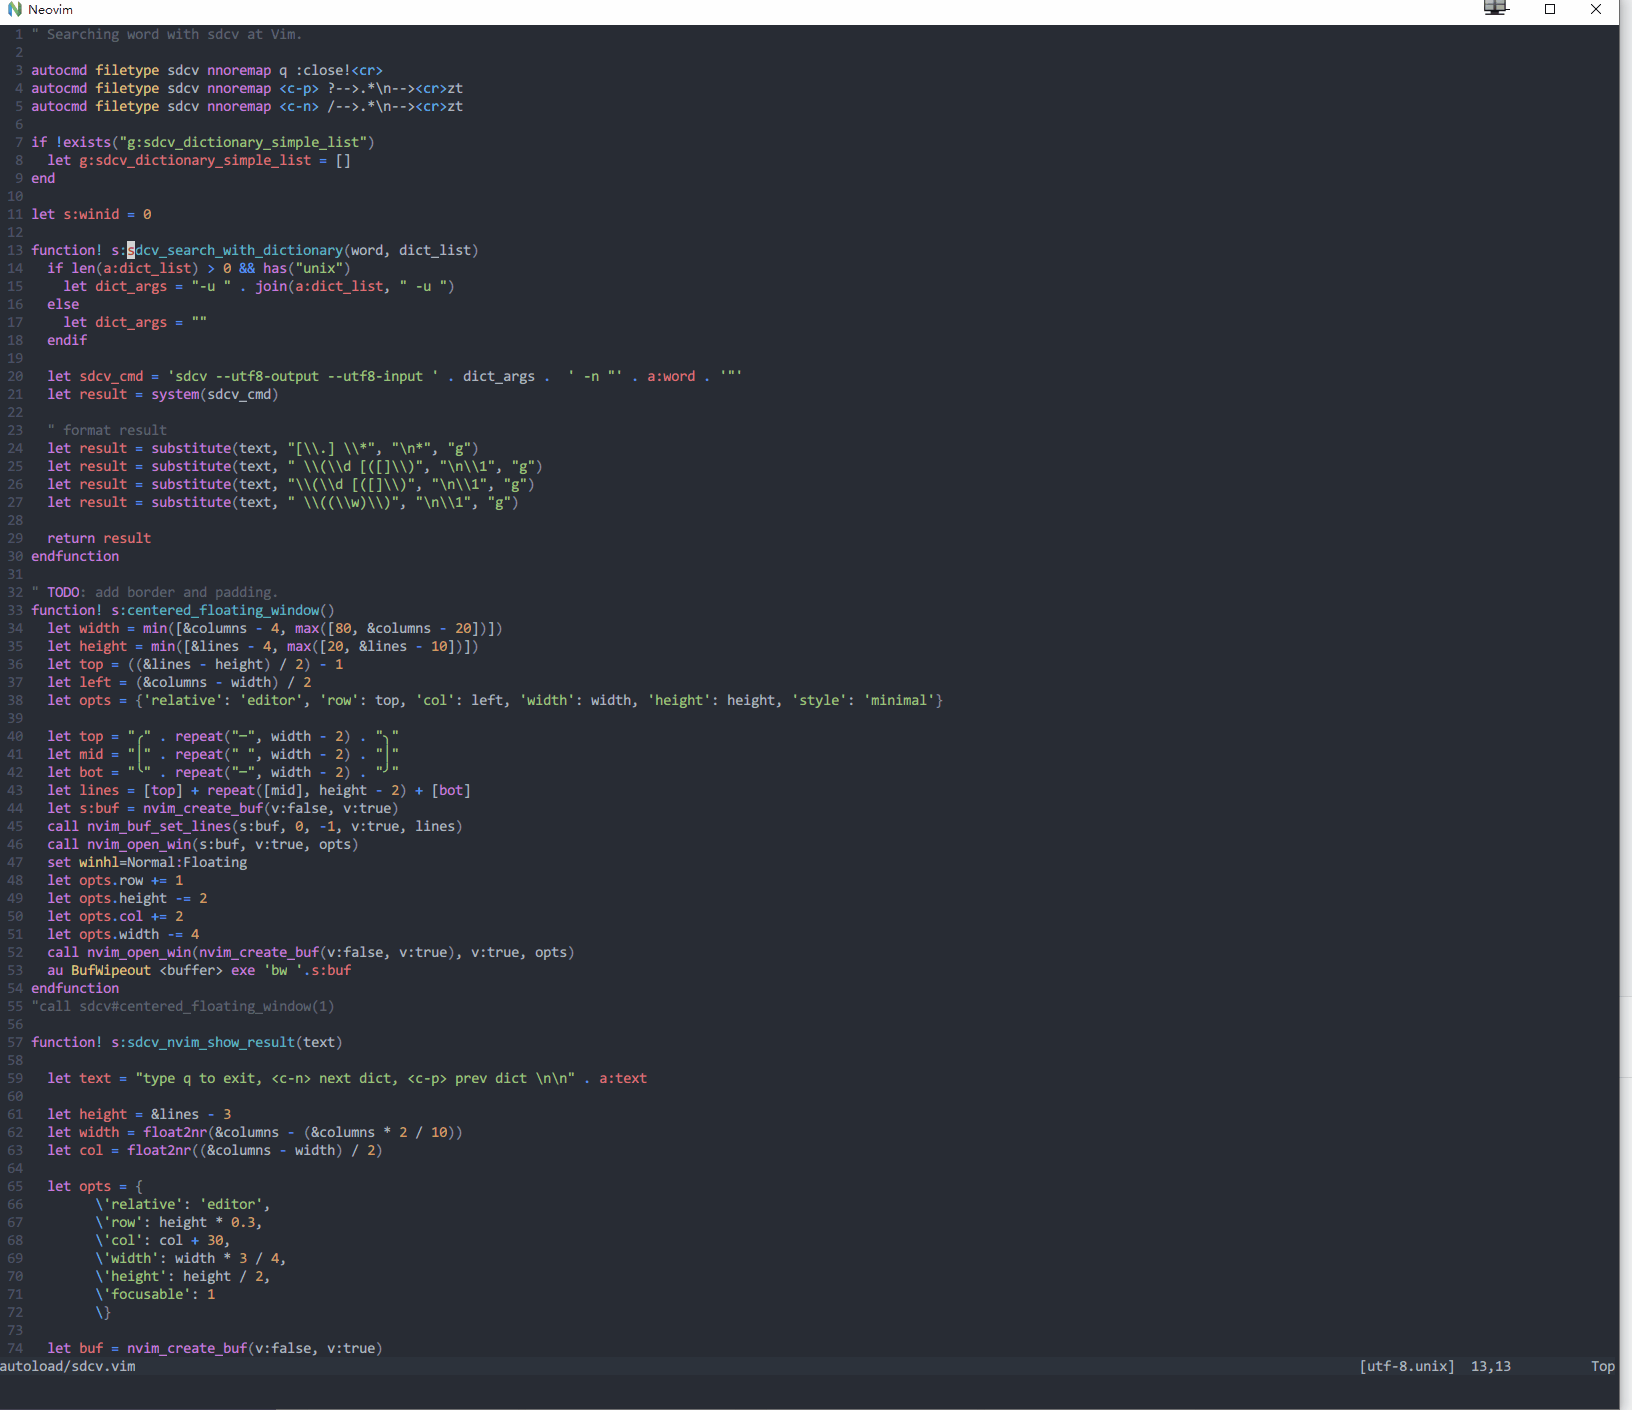 Neovim
1 " Searching word with sdcv at Vim.
2
3 autocmd filetype sdcv nnoremap q :close!<cr>
4 autocmd filetype sdcv nnoremap <c-p> ?-->.*\n--><cr>zt
5 autocmd filetype sdcv nnoremap <c-n> /-->.*\n--><cr>zt
6
7 if !exists("g:sdcv_dictionary_simple_list")
8   let g:sdcv_dictionary_simple_list = []
9 end
10
11 let s:winid = 0
12
13 function! s:sdcv_search_with_dictionary(word, dict_list)
14   if len(a:dict_list) > 0 && has("unix")
15     let dict_args = "-u " . join(a:dict_list, " -u ")
16   else
17     let dict_args = ""
18   endif
19
20   let sdcv_cmd = 'sdcv --utf8-output --utf8-input ' . dict_args .  ' -n "' . a:word . '"'
21   let result = system(sdcv_cmd)
22
23   " format result
24   let result = substitute(text, "[\\.] \\*", "\n*", "g")
25   let result = substitute(text, " \\(\\d [([]\\)", "\n\\1", "g")
26   let result = substitute(text, "\\(\\d [([]\\)", "\n\\1", "g")
27   let result = substitute(text, " \\((\\w)\\)", "\n\\1", "g")
28
29   return result
30 endfunction
31
32 " TODO: add border and padding.
33 function! s:centered_floating_window()
34   let width = min([&columns - 4, max([80, &columns - 20])])
35   let height = min([&lines - 4, max([20, &lines - 10])])
36   let top = ((&lines - height) / 2) - 1
37   let left = (&columns - width) / 2
38   let opts = {'relative': 'editor', 'row': top, 'col': left, 'width': width, 'height': height, 'style': 'minimal'}
39
40   let top = "╭" . repeat("─", width - 2) . "╮"
41   let mid = "│" . repeat(" ", width - 2) . "│"
42   let bot = "╰" . repeat("─", width - 2) . "╯"
43   let lines = [top] + repeat([mid], height - 2) + [bot]
44   let s:buf = nvim_create_buf(v:false, v:true)
45   call nvim_buf_set_lines(s:buf, 0, -1, v:true, lines)
46   call nvim_open_win(s:buf, v:true, opts)
47   set winhl=Normal:Floating
48   let opts.row += 1
49   let opts.height -= 2
50   let opts.col += 2
51   let opts.width -= 4
52   call nvim_open_win(nvim_create_buf(v:false, v:true), v:true, opts)
53   au BufWipeout <buffer> exe 'bw '.s:buf
54 endfunction
55 "call sdcv#centered_floating_window(1)
56
57 function! s:sdcv_nvim_show_result(text)
58
59   let text = "type q to exit, <c-n> next dict, <c-p> prev dict \n\n" . a:text
60
61   let height = &lines - 3
62   let width = float2nr(&columns - (&columns * 2 / 10))
63   let col = float2nr((&columns - width) / 2)
64
65   let opts = {
66         \'relative': 'editor',
67         \'row': height * 0.3,
68         \'col': col + 30,
69         \'width': width * 3 / 4,
70         \'height': height / 2,
71         \'focusable': 1
72         \}
73
74   let buf = nvim_create_buf(v:false, v:true)
autoload/sdcv.vim [utf-8.unix] 13,13 Top